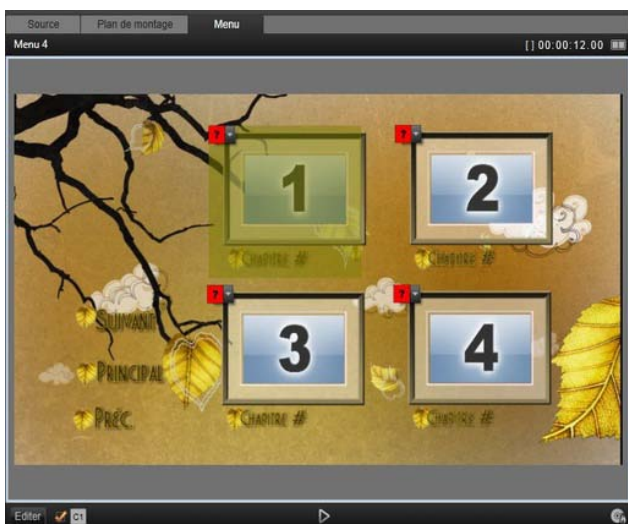 Source Plan de montage Menu
Menu 4 [ ] 00:00:12.00
? ?
1 2
CHAPITRE # CHAPITRE #
? ?
SUIVANT
3 4
PRINCIPAL
PRÉC. CHAPITRE # CHAPITRE #
Editer C1